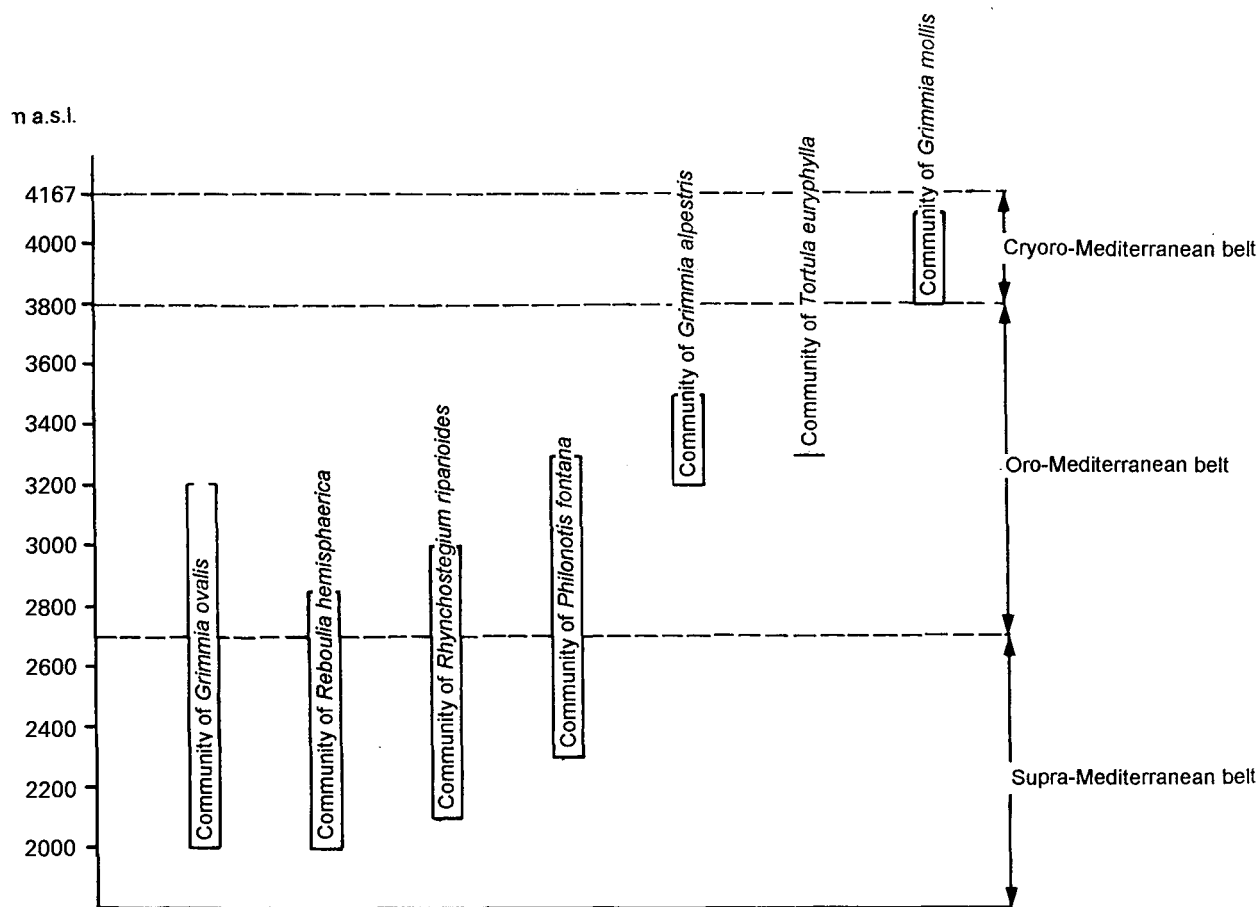 m a.s.l.
4167
4000
3800
3600
3400
3200
3000
2800
2600
2400
2200
2000
Community of Grimmia ovalis
Community of Reboulia hemisphaerica
Community of Rhynchostegium riparioides
Community of Philonotis fontana
Community of Grimmia alpestris
Community of Tortula euryphylla
Community of Grimmia mollis
Cryoro-Mediterranean belt
Oro-Mediterranean belt
Supra-Mediterranean belt